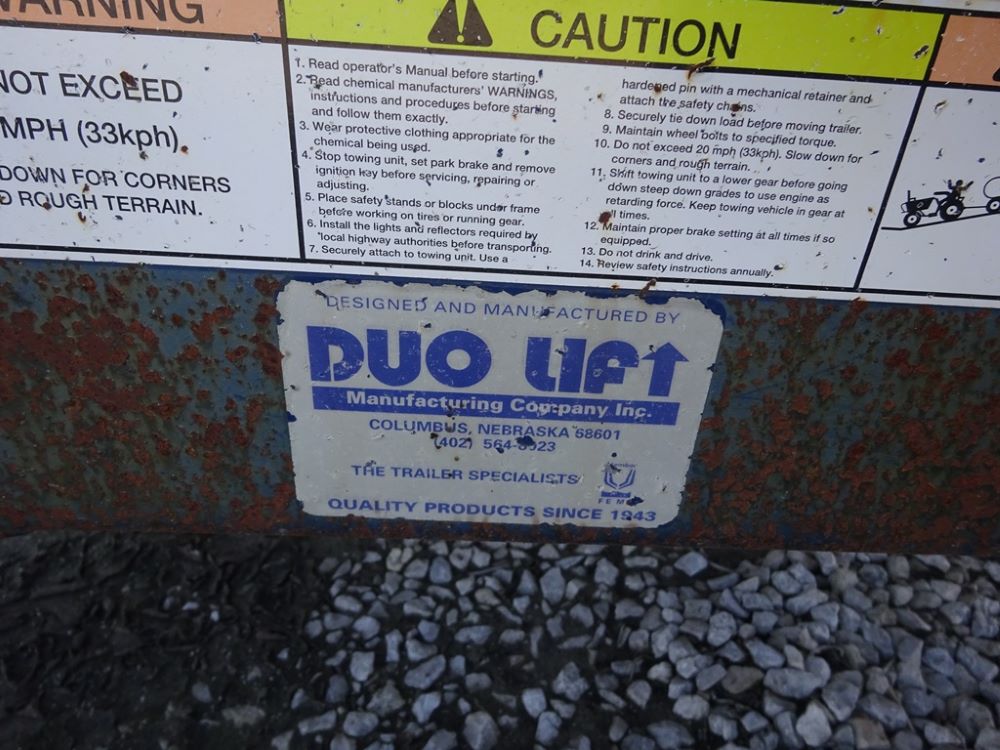 WARNING
NOT EXCEED
MPH (33kph).
DOWN FOR CORNERS
ROUGH TERRAIN.
CAUTION
1. Read operator's Manual before starting.
2. Read chemical manufacturers' WARNINGS,
instructions and procedures before starting
and follow them exactly.
3. Wear protective clothing appropriate for the
chemical being used.
4. Stop towing unit, set park brake and remove
ignition key before servicing, repairing or
adjusting.
5. Place safety stands or blocks under frame
before working on tires or running gear.
6. Install the lights and reflectors required by
local highway authorities before transporting.
7. Securely attach to towing unit. Use a
hardened pin with a mechanical retainer and
attach the safety chains.
8. Securely tie down load before moving trailer.
9. Maintain wheel bolts to specified torque.
10. Do not exceed 20 mph (33kph). Slow down for
corners and rough terrain.
11. Shift towing unit to a lower gear before going
down steep down grades to use engine as
retarding force. Keep towing vehicle in gear at
all times.
12. Maintain proper brake setting at all times if so
equipped.
13. Do not drink and drive.
14. Review safety instructions annually.
DESIGNED AND MANUFACTURED BY
DUO LIFT
Manufacturing Company Inc.
COLUMBUS, NEBRASKA 68601
(402) 564-
THE TRAILER SPECIALISTS
QUALITY PRODUCTS SINCE 1943